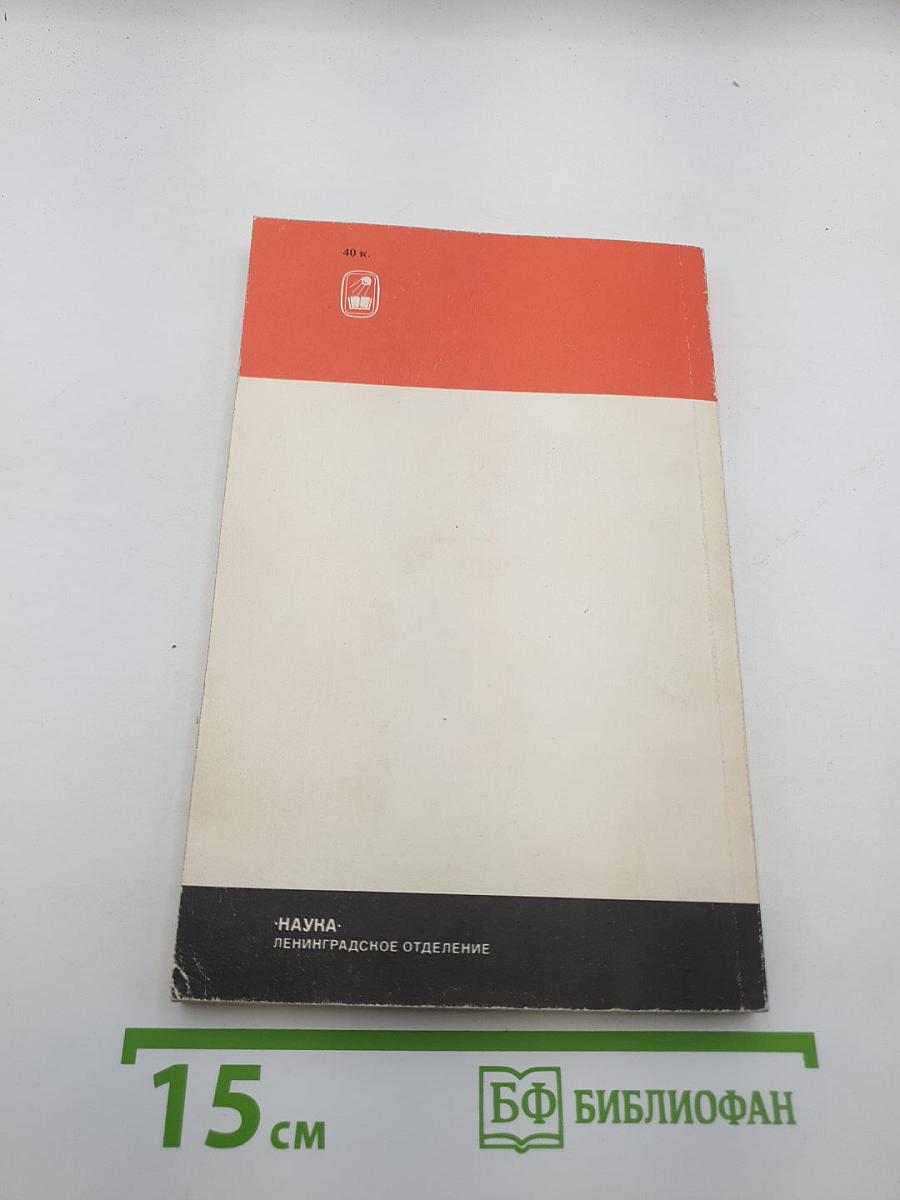 40 к.
·НАУКА·
ЛЕНИНГРАДСКОЕ ОТДЕЛЕНИЕ
15 см
БФ БИБЛИОФАН